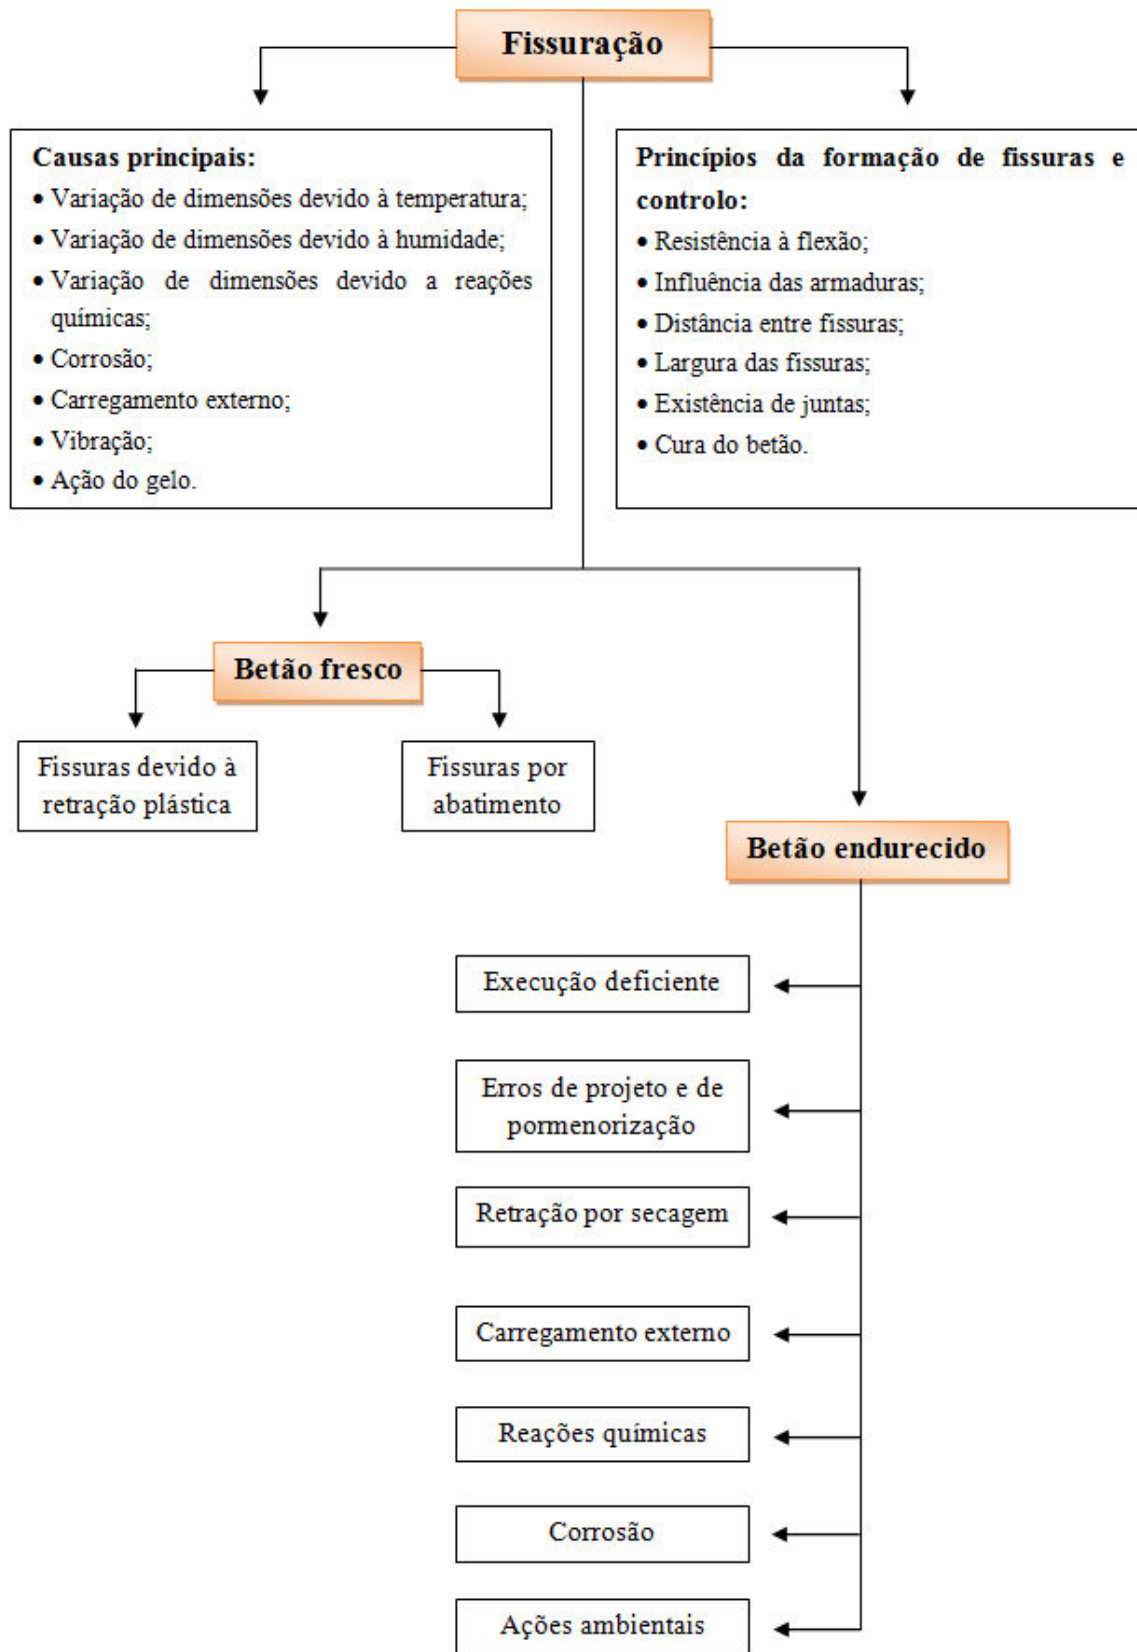 Fissuração
Causas principais:
• Variação de dimensões devido à temperatura;
• Variação de dimensões devido à humidade;
• Variação de dimensões devido a reações
químicas;
• Corrosão;
• Carregamento externo;
• Vibração;
• Ação do gelo.
Princípios da formação de fissuras e
controlo:
• Resistência à flexão;
• Influência das armaduras;
• Distância entre fissuras;
• Largura das fissuras;
• Existência de juntas;
• Cura do betão.
Betão fresco
Fissuras devido à
retração plástica
Fissuras por
abatimento
Betão endurecido
Execução deficiente
Erros de projeto e de
pormenorização
Retração por secagem
Carregamento externo
Reações químicas
Corrosão
Ações ambientais